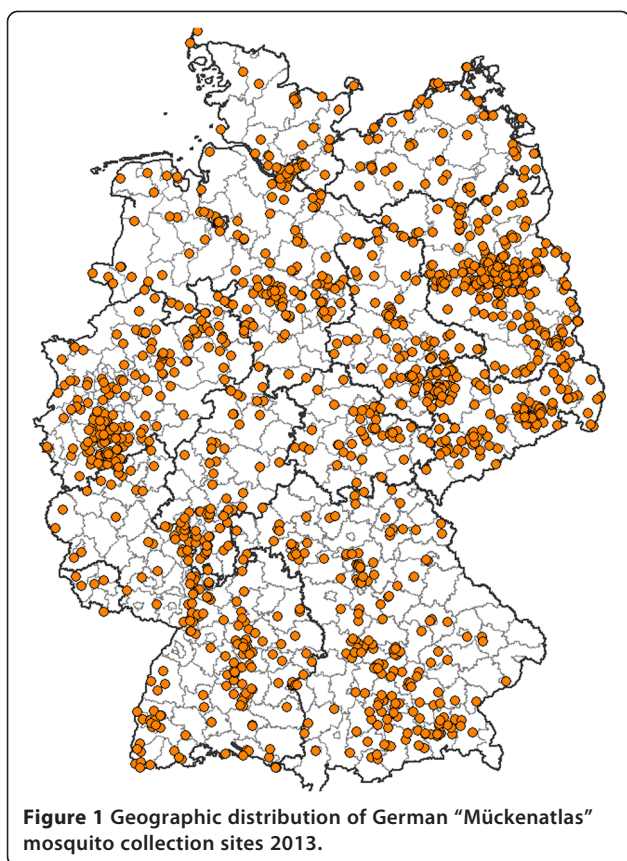 Figure 1 Geographic distribution of German “Mückenatlas”
mosquito collection sites 2013.